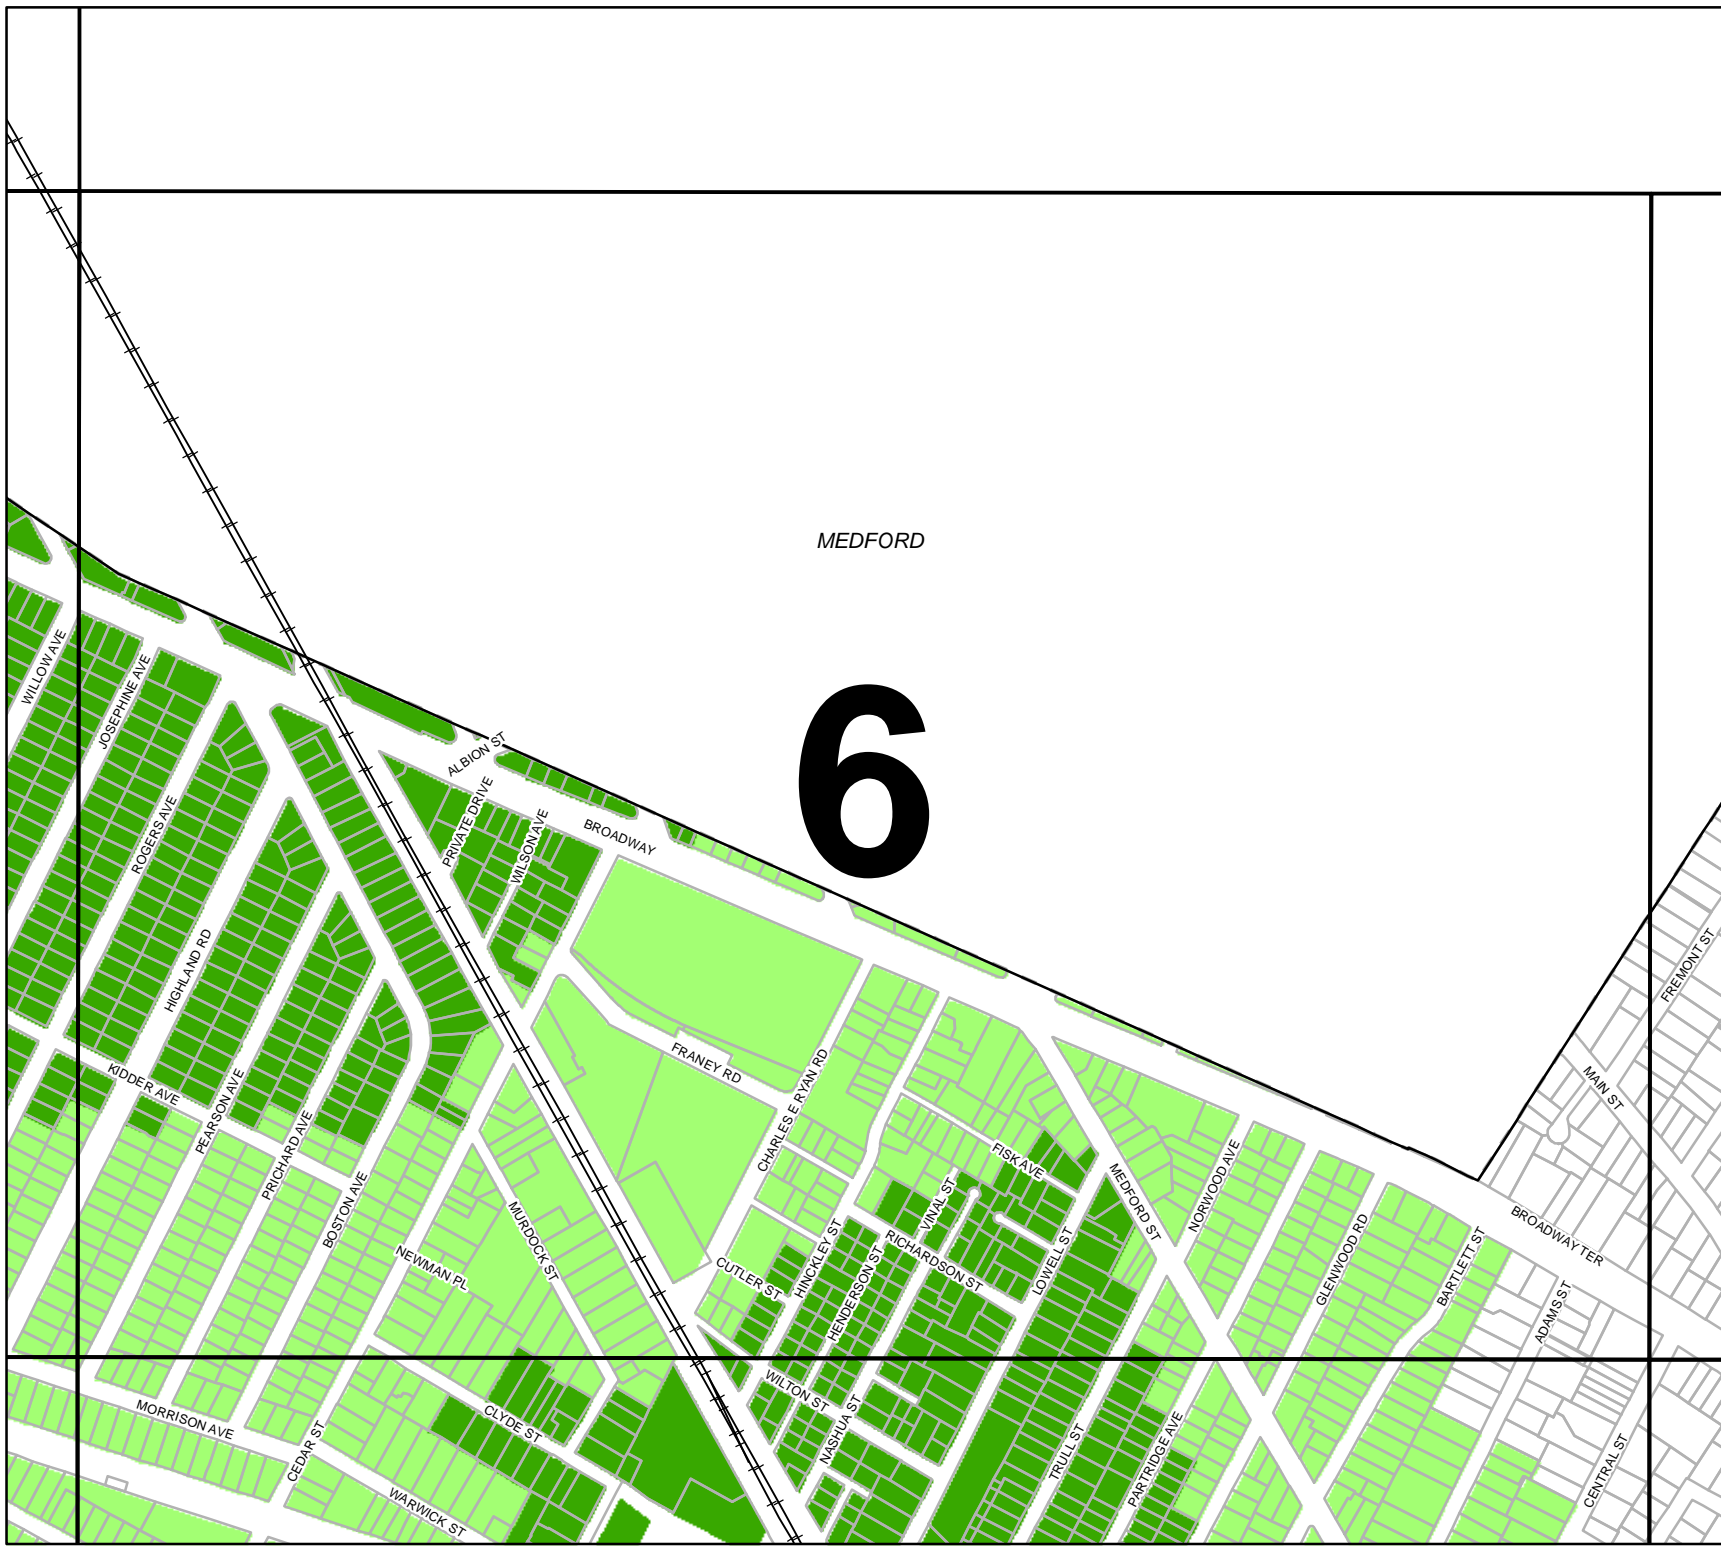 MEDFORD
6
WILLOW AVE
JOSEPHINE AVE
ROGERS AVE
HIGHLAND RD
KIDDER AVE
PEARSON AVE
PRICHARD AVE
BOSTON AVE
ALBION ST
PRIVATE DRIVE
WILSON AVE
BROADWAY
FRANEY RD
CHARLES E RYAN RD
FISK AVE
MEDFORD ST
NORWOOD AVE
GLENWOOD RD
BARTLETT ST
BROADWAY TER
FREMONT ST
MAIN ST
ADAMS ST
CENTRAL ST
MURDOCK ST
NEWMAN PL
CUTLER ST
HINCKLEY ST
HENDERSON ST
VINAL ST
RICHARDSON ST
LOWELL ST
WILTON ST
NASHUA ST
TRULL ST
PARTRIDGE AVE
MORRISON AVE
CEDAR ST
CLYDE ST
WARWICK ST